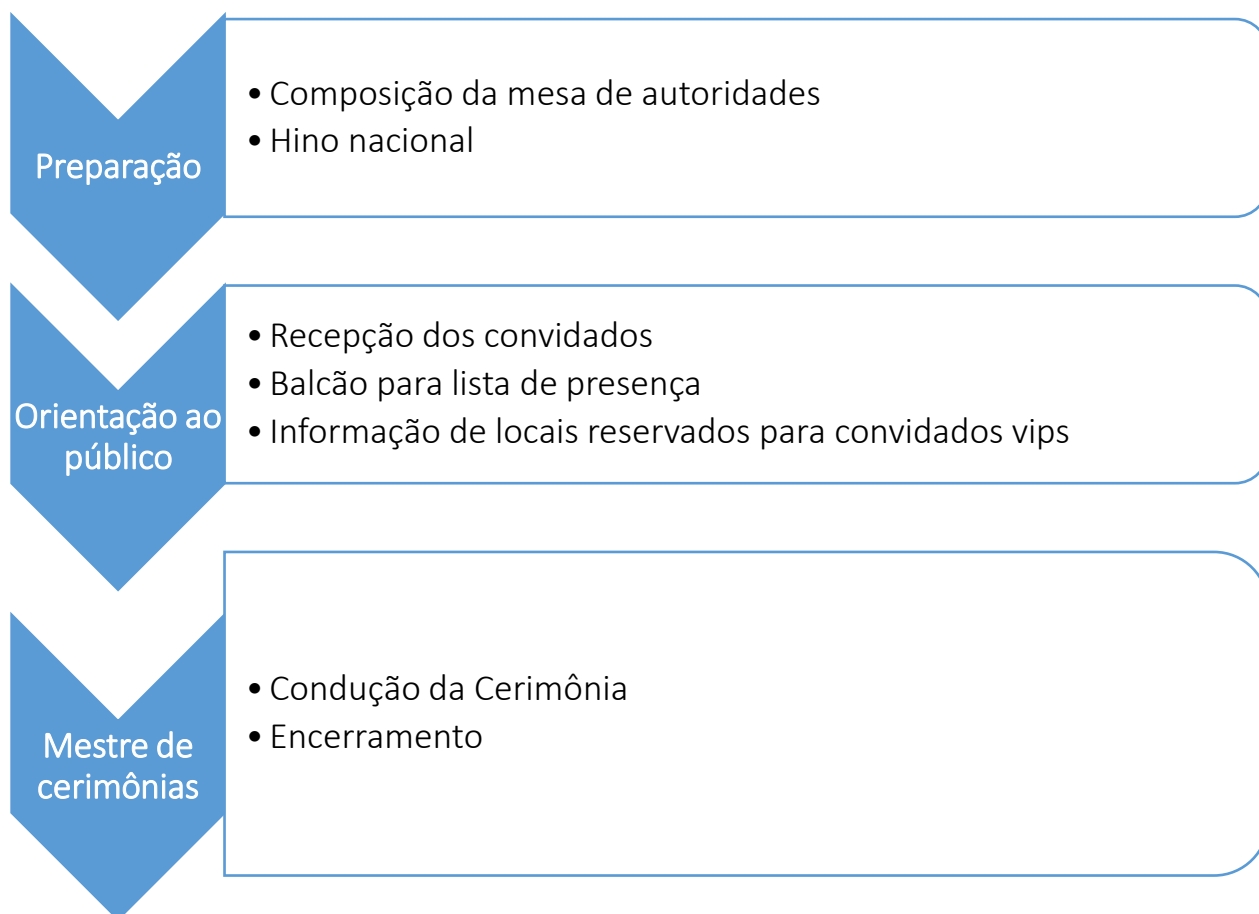 Preparação
• Composição da mesa de autoridades
• Hino nacional
Orientação ao
público
• Recepção dos convidados
• Balcão para lista de presença
• Informação de locais reservados para convidados vips
Mestre de
cerimônias
• Condução da Cerimônia
• Encerramento